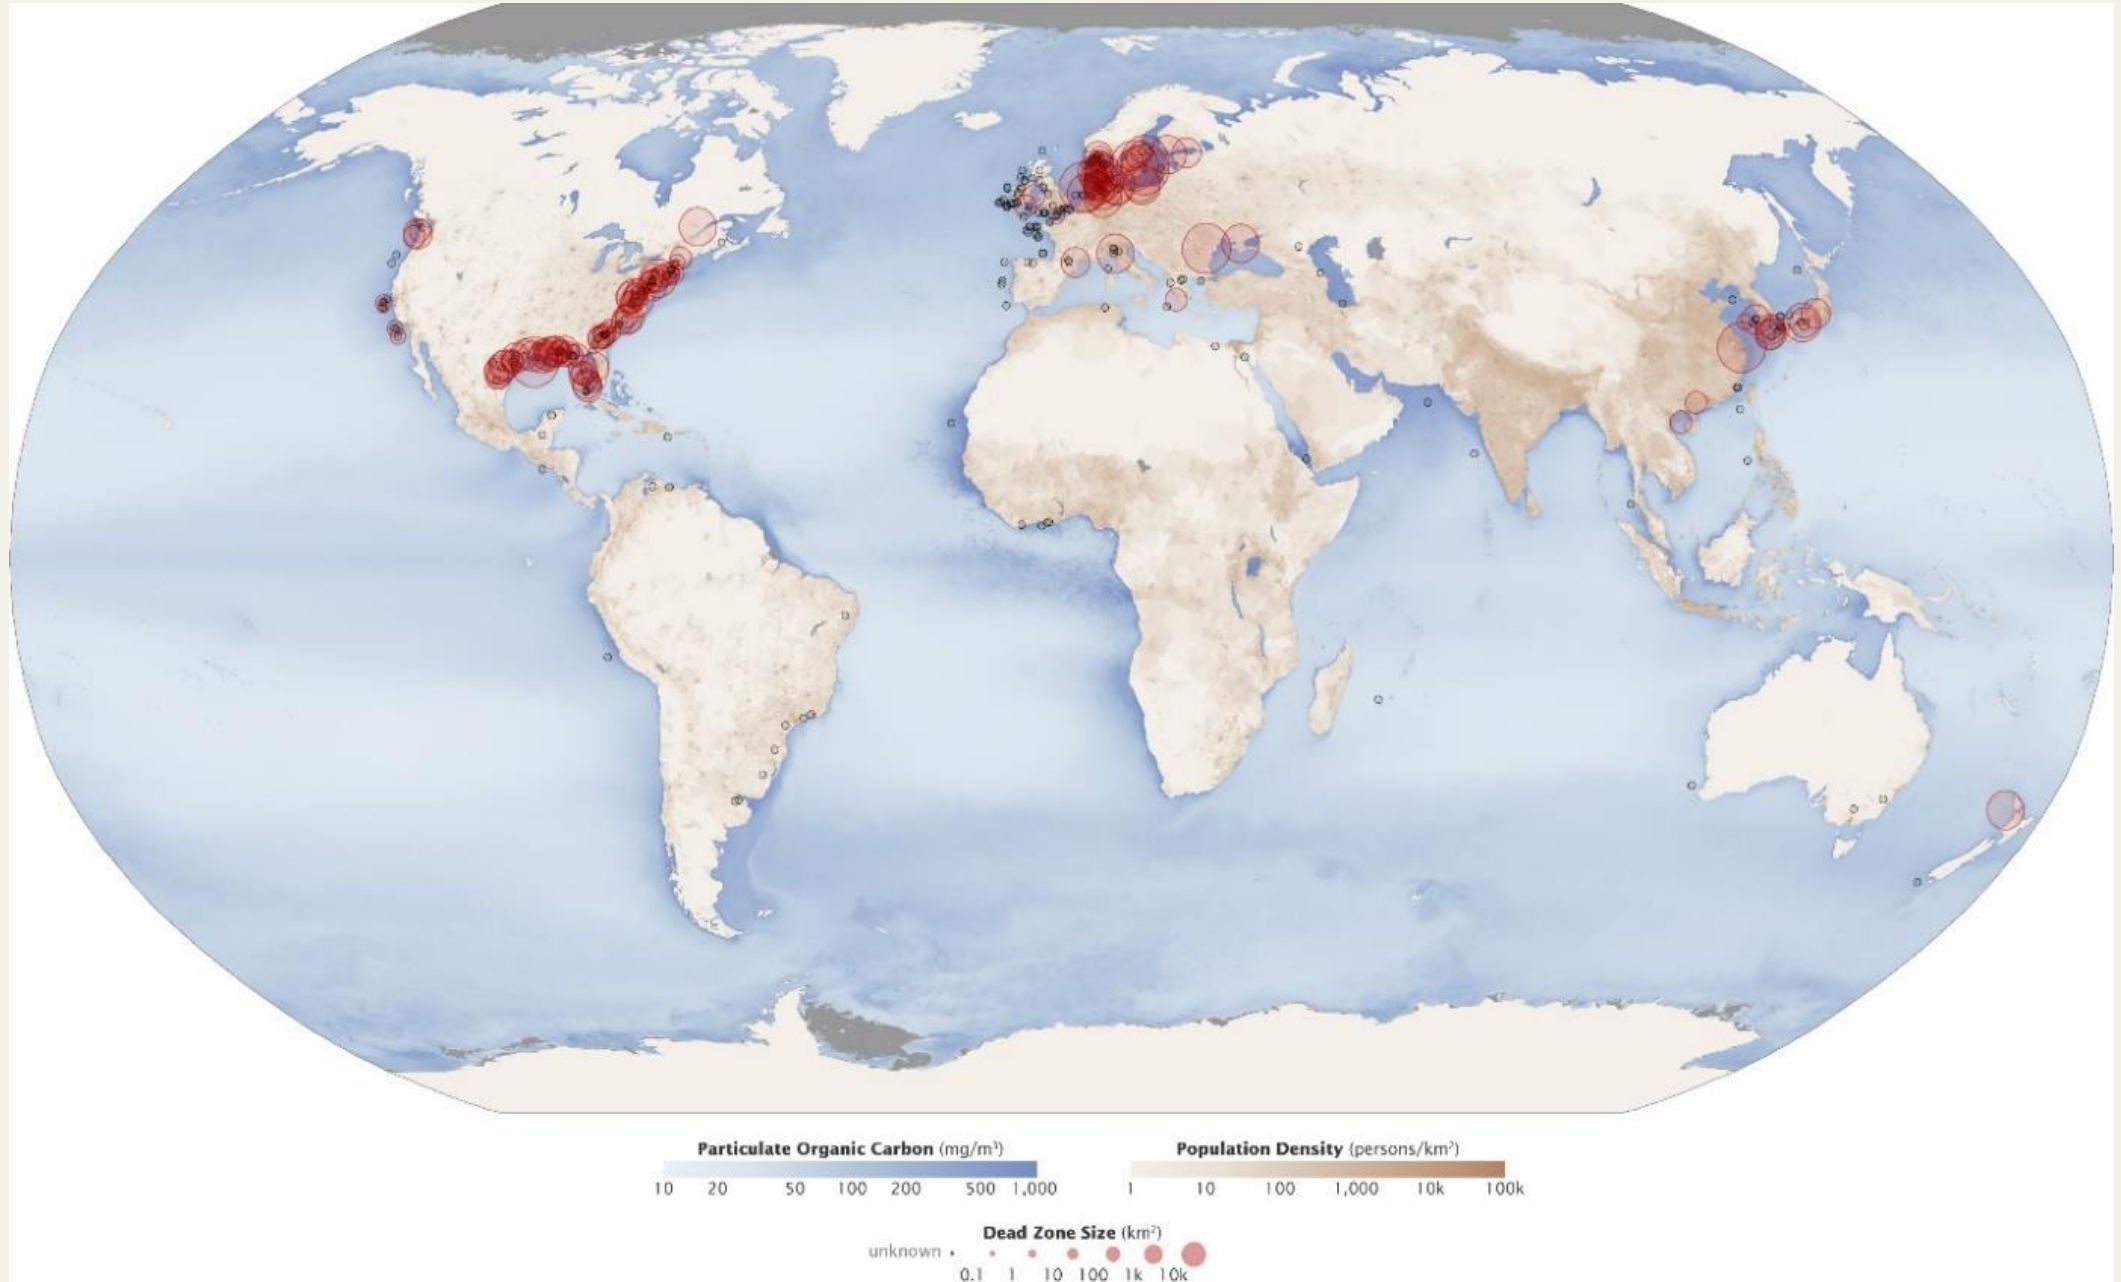 Particulate Organic Carbon (mg/m³)
10 20 50 100 200 500 1,000
Population Density (persons/km²)
1 10 100 1,000 10k 100k
Dead Zone Size (km²)
unknown
0.1 1 10 100 1k 10k